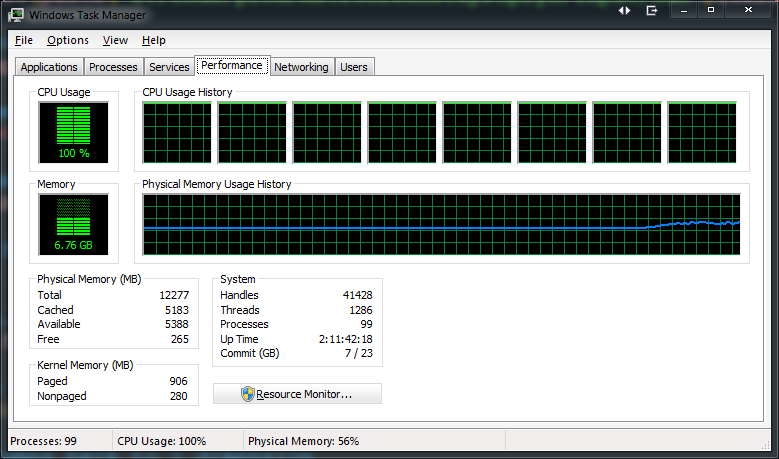 Windows Task Manager
File Options View Help
Applications Processes Services Performance Networking Users
CPU Usage
100 %
CPU Usage History
Memory
6.76 GB
Physical Memory Usage History
Physical Memory (MB)
Total 12277
Cached 5183
Available 5388
Free 265
Kernel Memory (MB)
Paged 906
Nonpaged 280
System
Handles 41428
Threads 1286
Processes 99
Up Time 2:11:42:18
Commit (GB) 7 / 23
Resource Monitor...
Processes: 99 CPU Usage: 100% Physical Memory: 56%